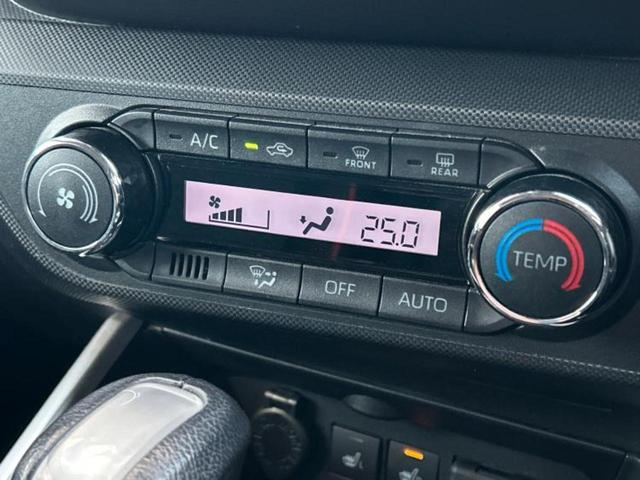 A/C
FRONT
REAR
25.0
TEMP
OFF
AUTO